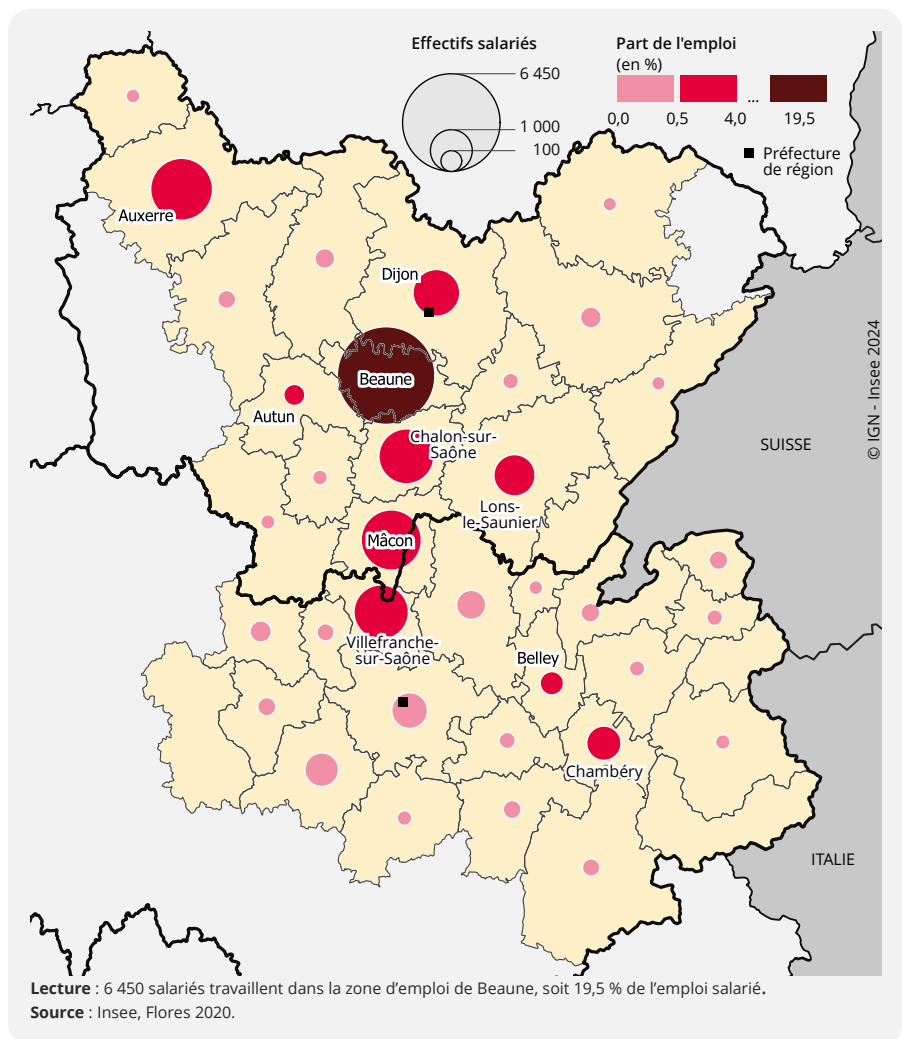 Effectifs salariés
6 450
1 000
100
Part de l'emploi
(en %)
...
0,0
0,5
4,0
19,5
Préfecture
de région
Auxerre
Dijon
Beaune
Autun
Chalon-sur-
Saône
Lons-
le-Saunier
Mâcon
Villefranche-
sur-Saône
Belley
Chambéry
SUISSE
ITALIE
© IGN - Insee 2024
Lecture : 6 450 salariés travaillent dans la zone d’emploi de Beaune, soit 19,5 % de l’emploi salarié.
Source : Insee, Flores 2020.